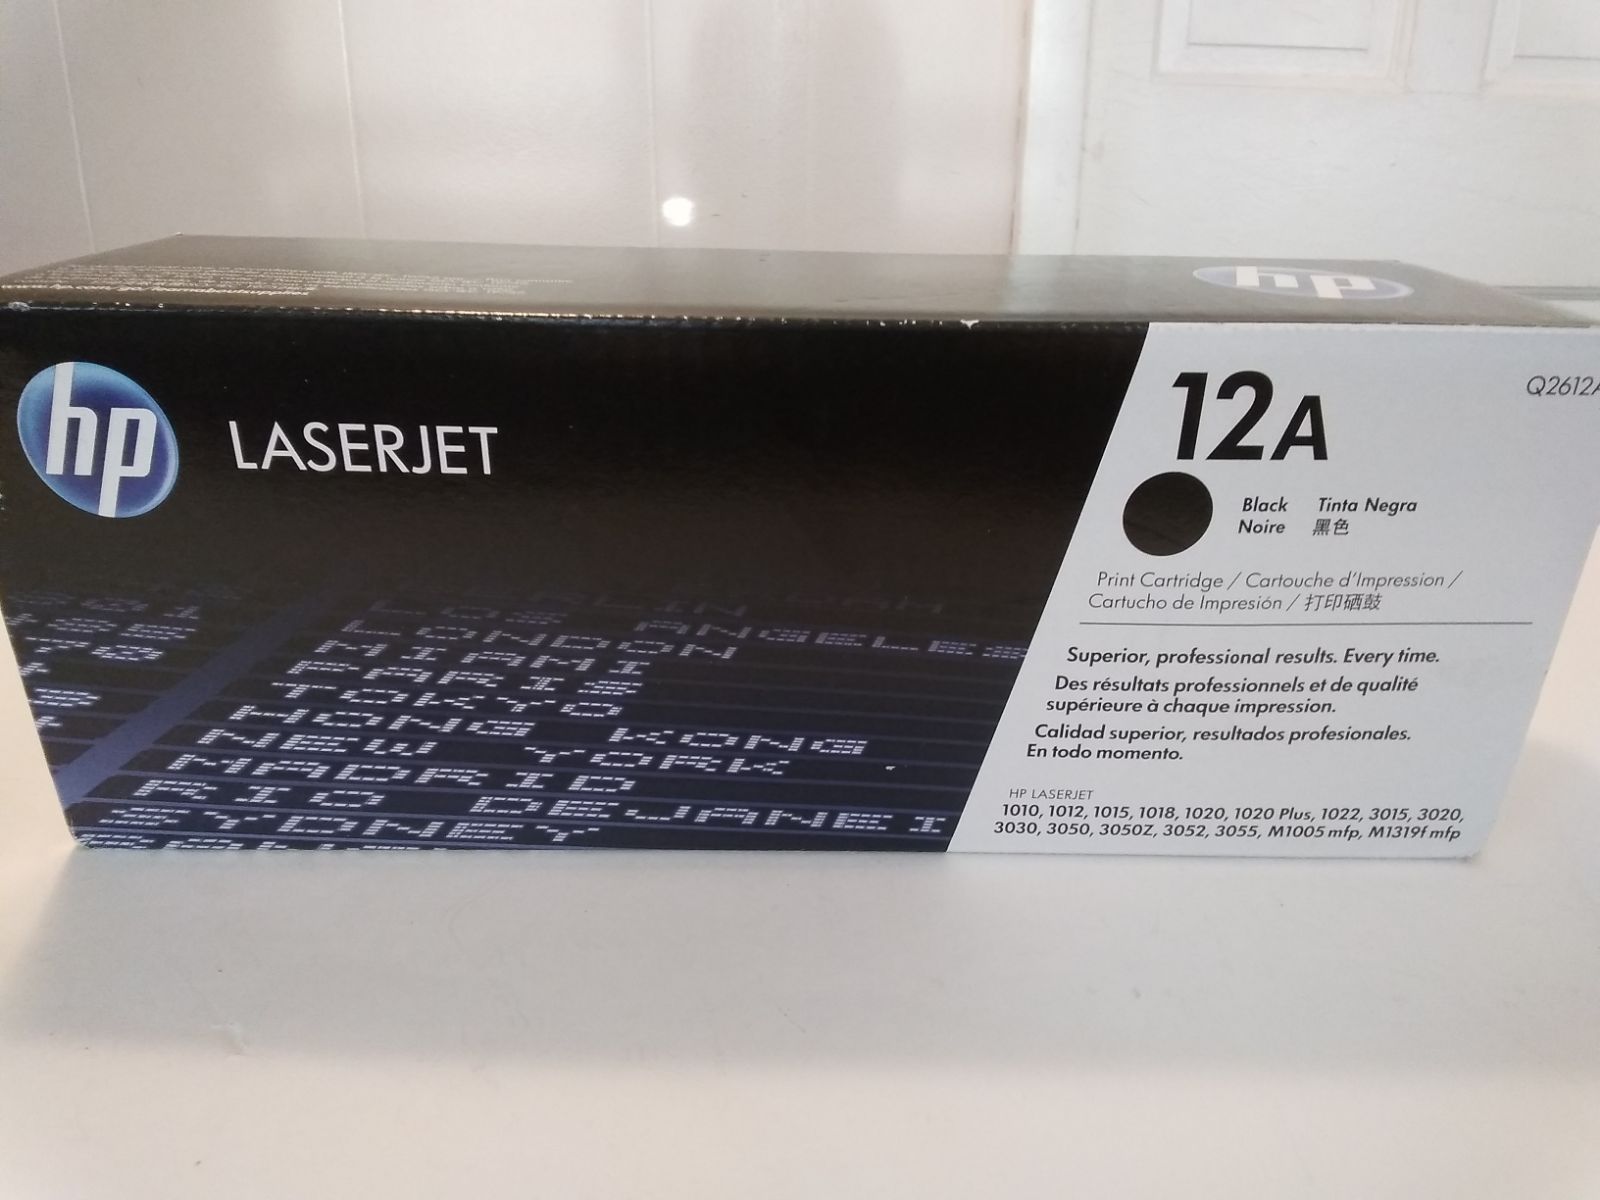 hp
hp
LASERJET
12A
Q2612A
Black Tinta Negra
Noire 黑色
Print Cartridge / Cartouche d'Impression /
Cartucho de Impresión / 打印硒鼓
Superior, professional results. Every time.
Des résultats professionnels et de qualité
supérieure à chaque impression.
Calidad superior, resultados profesionales.
En todo momento.
HP LASERJET
1010, 1012, 1015, 1018, 1020, 1020 Plus, 1022, 3015, 3020,
3030, 3050, 3050Z, 3052, 3055, M1005 mfp, M1319f mfp
LOS ANGELES
LONDON
MIAMI
PARIS
TOKYO
HONG KONG
NEW YORK
MADRID
RIO DEJANEI
SYDNEY